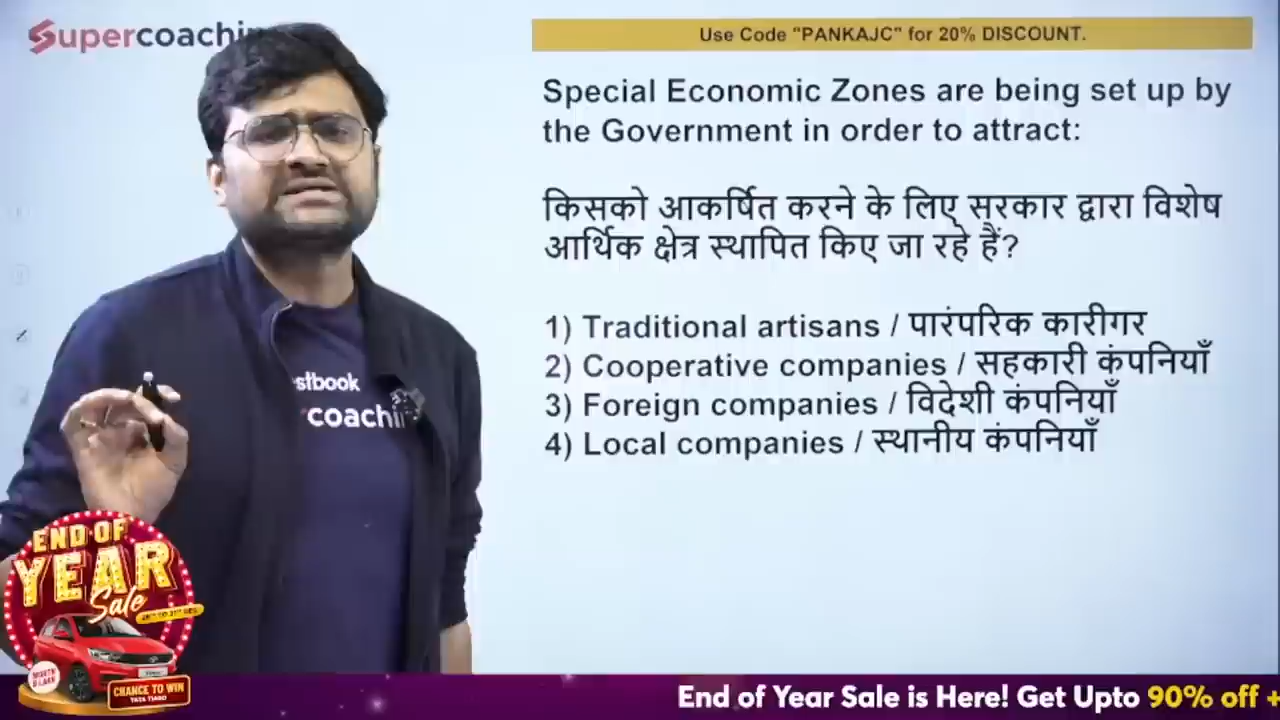 Supercoachin
Use Code "PANKAJC" for 20% DISCOUNT.
Special Economic Zones are being set up by
the Government in order to attract:
किसको आकर्षित करने के लिए सरकार द्वारा विशेष
आर्थिक क्षेत्र स्थापित किए जा रहे हैं?
1) Traditional artisans / पारंपरिक कारीगर
2) Cooperative companies / सहकारी कंपनियाँ
3) Foreign companies / विदेशी कंपनियाँ
4) Local companies / स्थानीय कंपनियाँ
stbook
coachin
END OF
YEAR
Sale
CHANCE TO WIN
TATA TIAGO
End of Year Sale is Here! Get Upto 90% off +